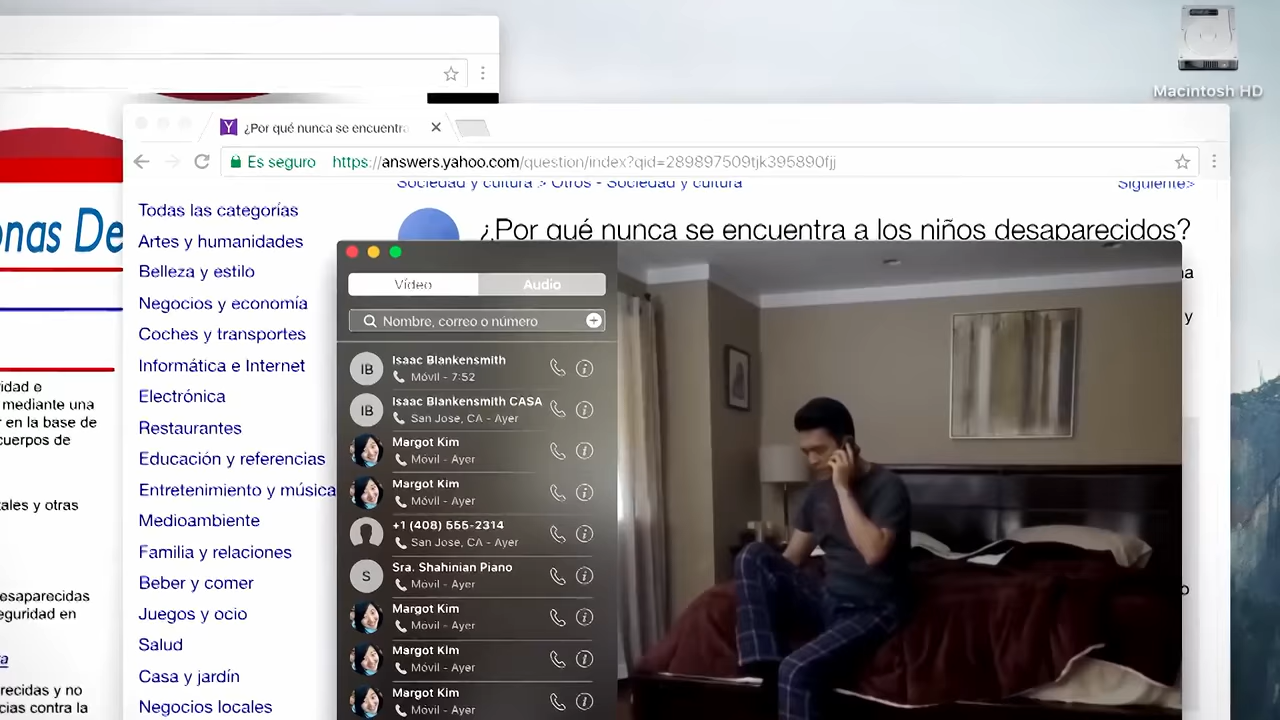 Macintosh HD
¿Por qué nunca se encuentra
Es seguro https://answers.yahoo.com/question/index?qid=289897509tjk395890fjj
Sociedad y cultura > Otros - Sociedad y cultura
Siguiente>
¿Por qué nunca se encuentra a los niños desaparecidos?
Todas las categorías
Artes y humanidades
Belleza y estilo
Negocios y economía
Coches y transportes
Informática e Internet
Electrónica
Restaurantes
Educación y referencias
Entretenimiento y música
Medioambiente
Familia y relaciones
Beber y comer
Juegos y ocio
Salud
Casa y jardín
Negocios locales
Vídeo
Audio
Nombre, correo o número
IB
Isaac Blankensmith
Móvil - 7:52
IB
Isaac Blankensmith CASA
San Jose, CA - Ayer
Margot Kim
Móvil - Ayer
Margot Kim
Móvil - Ayer
+1 (408) 555-2314
San Jose, CA - Ayer
S
Sra. Shahinian Piano
Móvil - Ayer
Margot Kim
Móvil - Ayer
Margot Kim
Móvil - Ayer
Margot Kim
Móvil - Ayer
onas De
idad e
mediante una
r en la base de
cuerpos de
ales y otras
esaparecidas
eguridad en
a
recidas y no
cias contra la
na
y
o